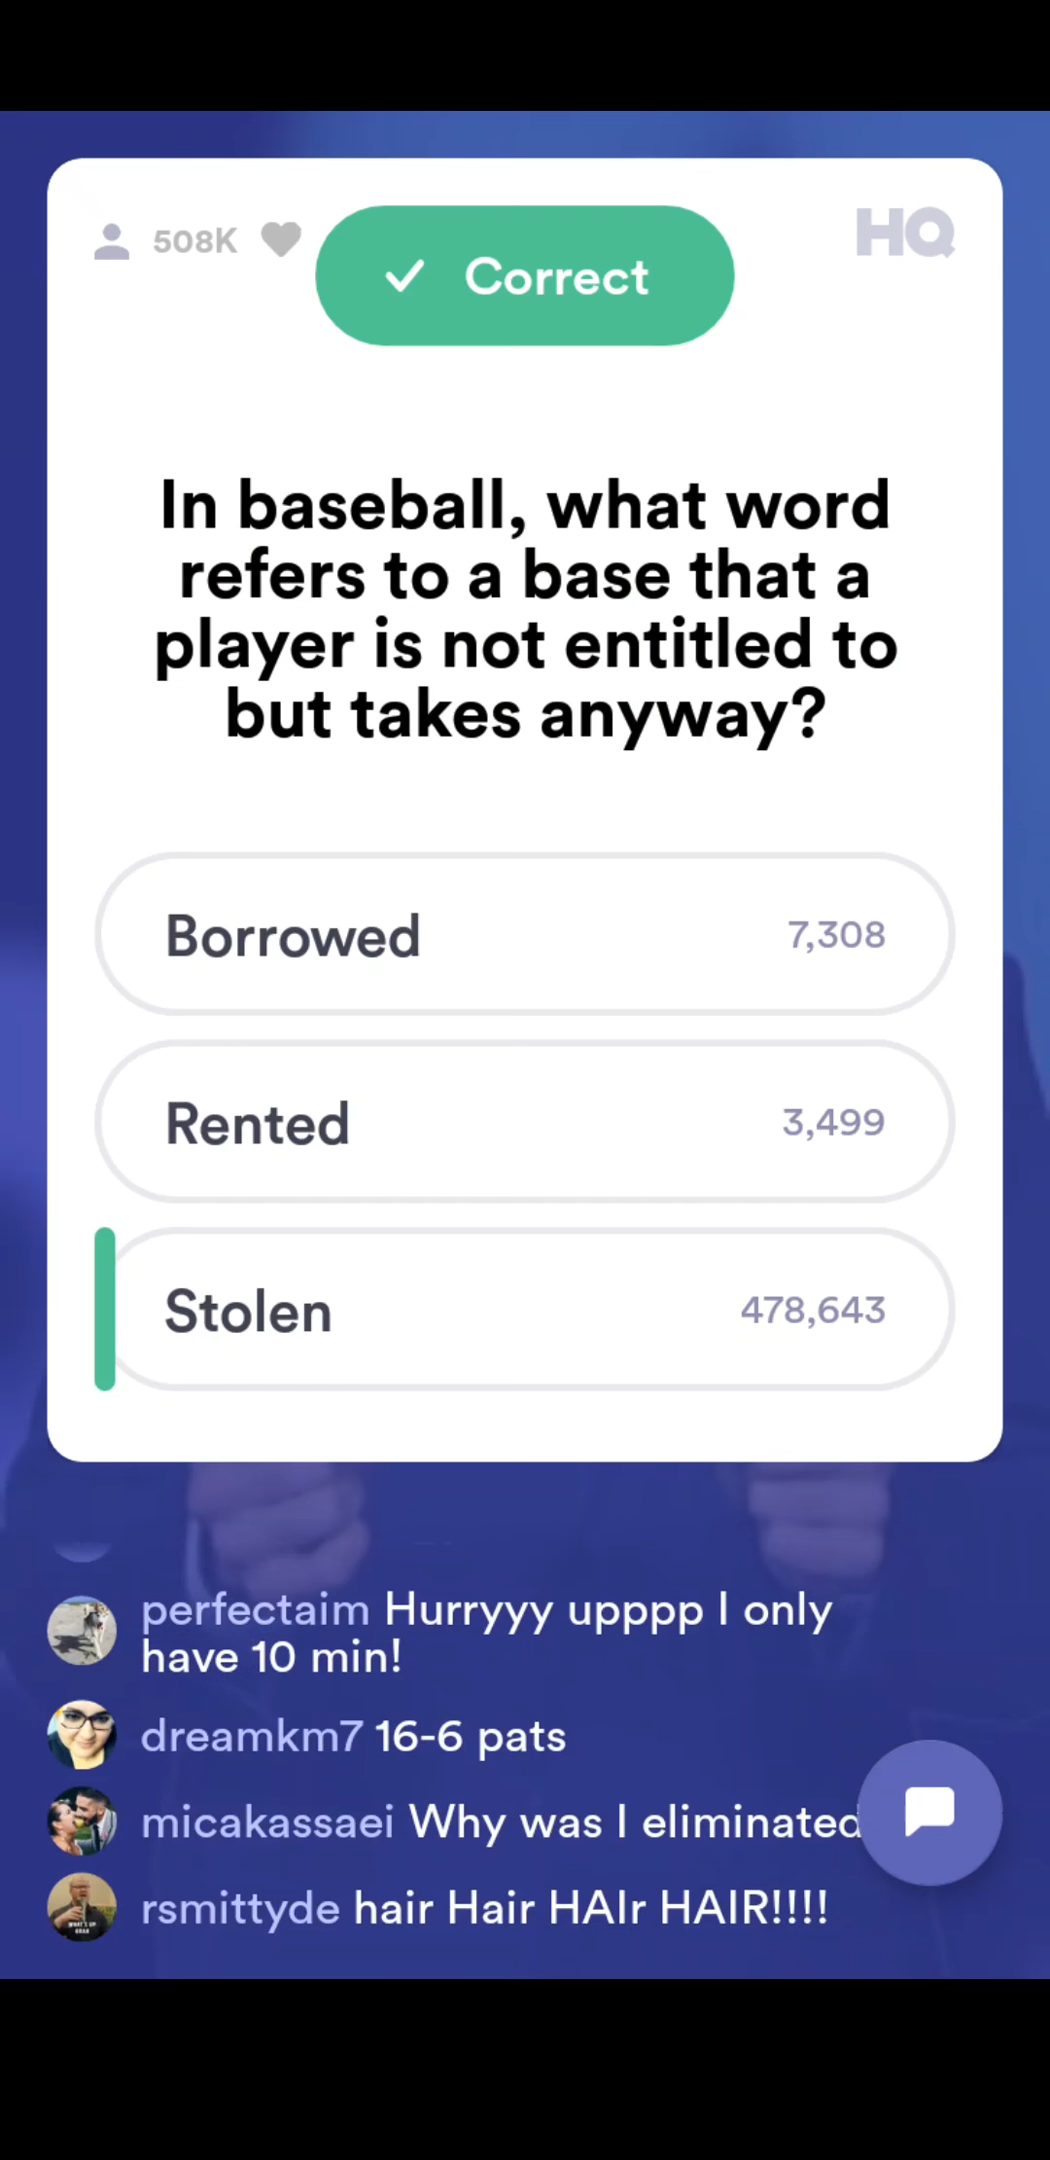 508K
Correct
HQ
In baseball, what word
refers to a base that a
player is not entitled to
but takes anyway?
Borrowed 7,308
Rented 3,499
Stolen 478,643
perfectaim Hurryyy upppp I only
have 10 min!
dreamkm7 16-6 pats
micakassaei Why was I eliminated
rsmittyde hair Hair HAIr HAIR!!!!